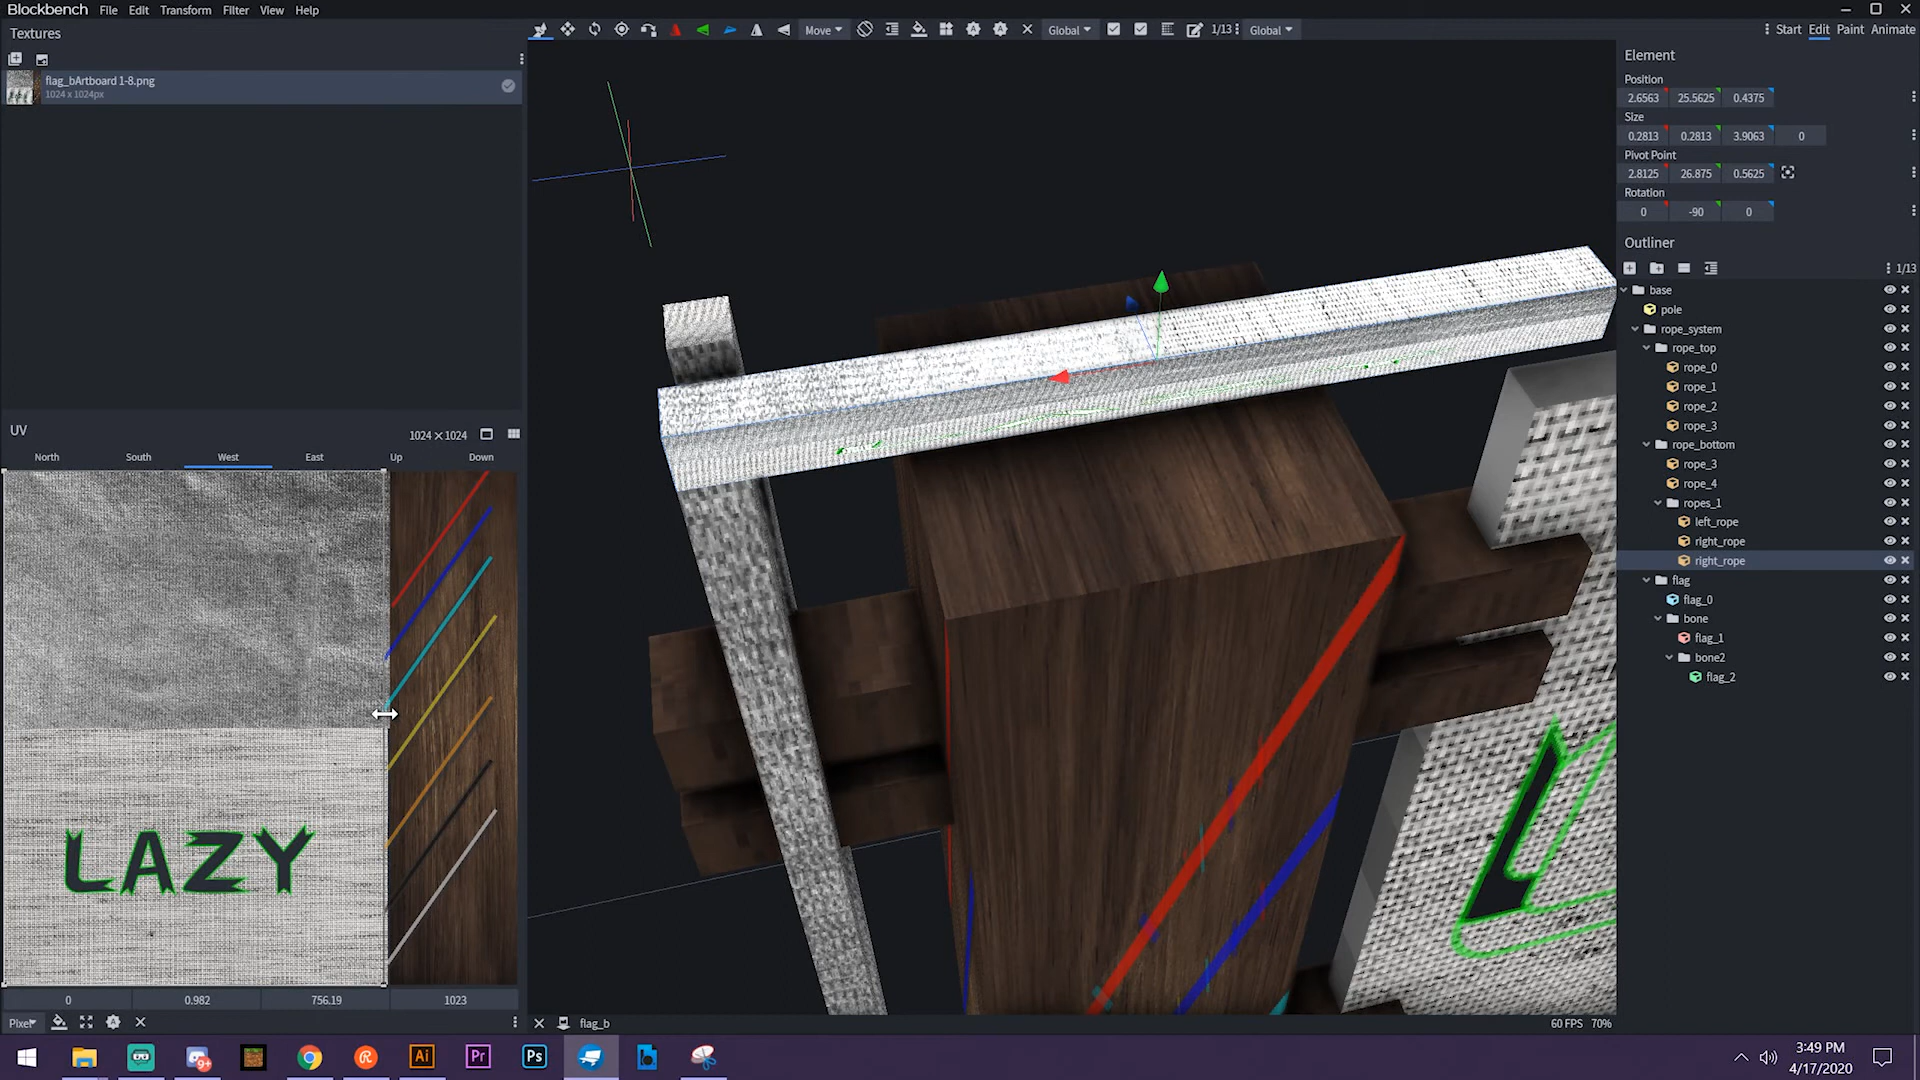 Blockbench File Edit Transform Filter View Help
Textures
Move Global 1/13 Global Start Edit Paint Animate
flag_bArtboard 1-8.png
1024 x 1024px
Element
Position
2.6563 25.5625 0.4375
Size
0.2813 0.2813 3.9063 0
Pivot Point
2.8125 26.875 0.5625
Rotation
0 -90 0
Outliner
1/13
base
pole
rope_system
rope_top
rope_0
rope_1
rope_2
rope_3
rope_bottom
rope_3
rope_4
ropes_1
left_rope
right_rope
right_rope
flag
flag_0
bone
flag_1
bone2
flag_2
UV
1024 × 1024
North South West East Up Down
LAZY
0 0.982 756.19 1023
Pixel
flag_b
60 FPS 70%
9+
Ai
Pr
Ps
3:49 PM
4/17/2020